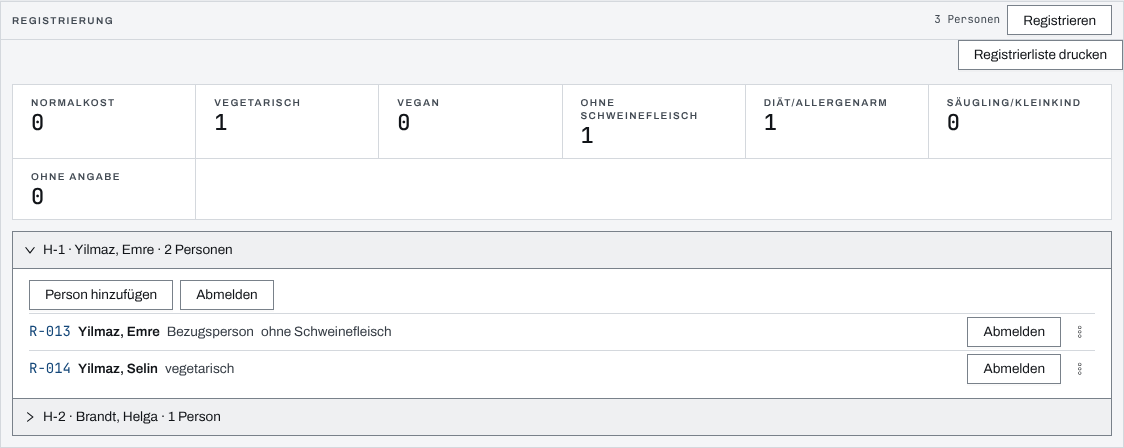 REGISTRIERUNG
3 Personen
Registrieren
Registrierliste drucken
NORMALKOST
0
VEGETARISCH
1
VEGAN
0
OHNE
SCHWEINEFLEISCH
1
DIÄT/ALLERGENARM
1
SÄUGLING/KLEINKIND
0
OHNE ANGABE
0
H-1 · Yilmaz, Emre · 2 Personen
Person hinzufügen Abmelden
R-013 Yilmaz, Emre Bezugsperson ohne Schweinefleisch Abmelden
R-014 Yilmaz, Selin vegetarisch Abmelden
H-2 · Brandt, Helga · 1 Person